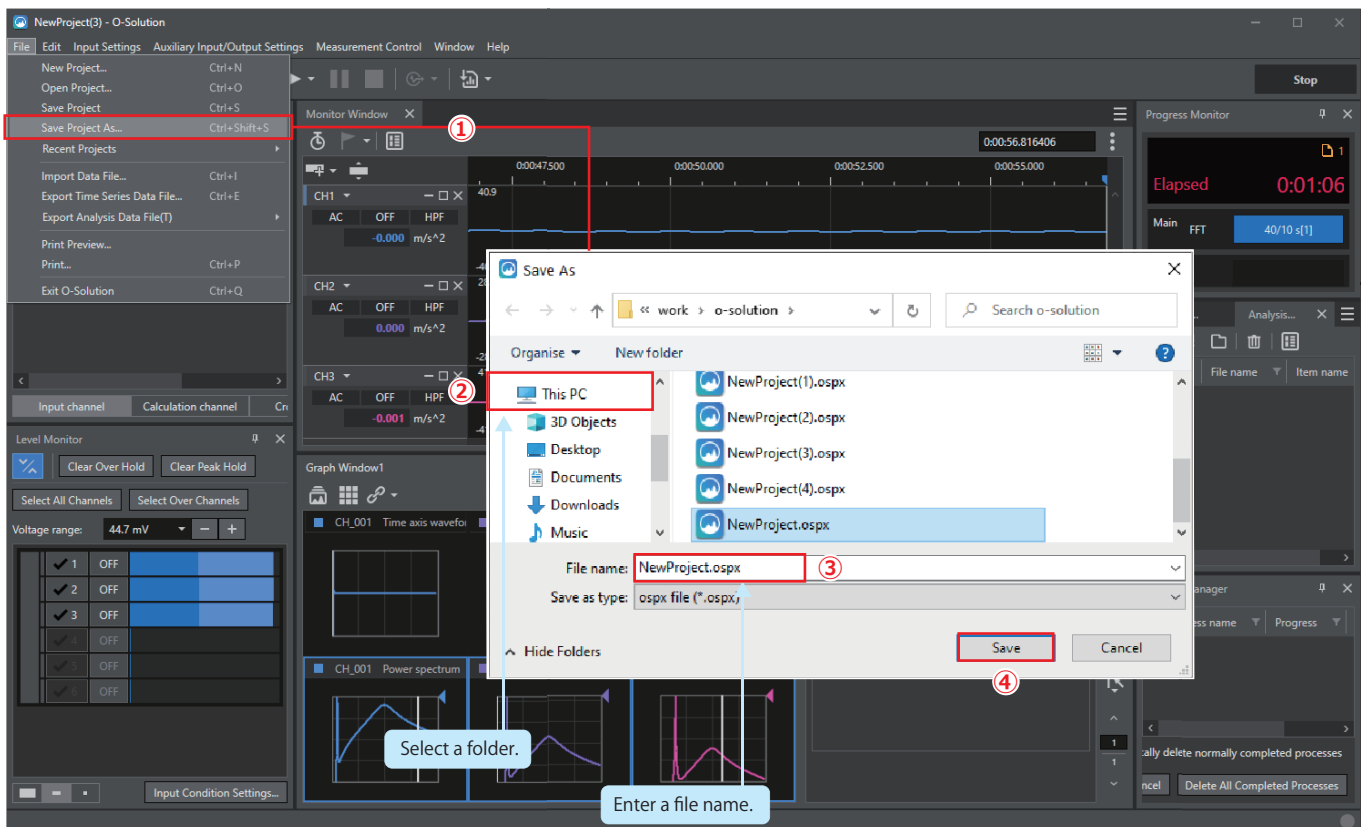 NewProject(3) - O-Solution
File Edit Input Settings Auxiliary Input/Output Settings Measurement Control Window Help
New Project... Ctrl+N
Open Project... Ctrl+O
Save Project Ctrl+S
Save Project As... Ctrl+Shift+S
Recent Projects
Import Data File... Ctrl+I
Export Time Series Data File... Ctrl+E
Export Analysis Data File(T)
Print Preview...
Print... Ctrl+P
Exit O-Solution Ctrl+Q
Stop
①
Monitor Window
0:00:56.816406
0:00:47.500 0:00:50.000 0:00:52.500 0:00:55.000
CH1
40.9
AC OFF HPF
-0.000 m/s^2
CH2
AC OFF HPF
0.000 m/s^2
CH3
AC OFF HPF
-0.001 m/s^2
Progress Monitor
1
Elapsed 0:01:06
Main FFT 40/10 s[1]
Analysis...
File name Item name
Input channel Calculation channel
Level Monitor
Clear Over Hold Clear Peak Hold
Select All Channels Select Over Channels
Voltage range: 44.7 mV
1 OFF
2 OFF
3 OFF
4 OFF
5 OFF
6 OFF
Input Condition Settings...
Graph Window1
CH_001 Time axis wavefo
CH_001 Power spectrum
Save As
« work › o-solution ›
Search o-solution
Organise New folder
②
This PC
3D Objects
Desktop
Documents
Downloads
Music
NewProject(1).ospx
NewProject(2).ospx
NewProject(3).ospx
NewProject(4).ospx
NewProject.ospx
File name: NewProject.ospx
③
Save as type: ospx file (*.ospx)
Hide Folders
Save Cancel
④
Select a folder.
Enter a file name.
anager
ess name Progress
1
1
cally delete normally completed processes
ncel Delete All Completed Processes